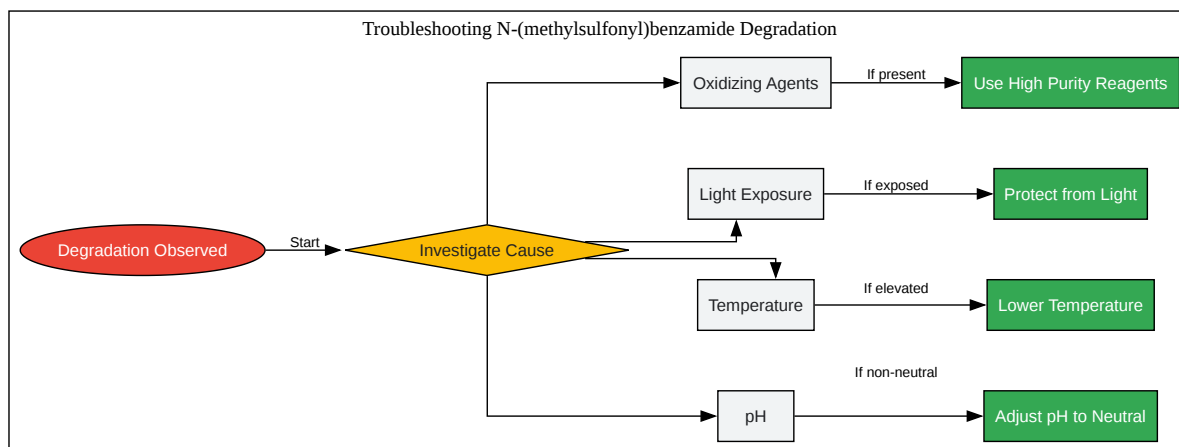 Troubleshooting N-(methylsulfonyl)benzamide Degradation
Oxidizing Agents
If present
Use High Purity Reagents
Light Exposure
If exposed
Protect from Light
Degradation Observed
Start
Investigate Cause
Temperature
If elevated
Lower Temperature
If non-neutral
pH
Adjust pH to Neutral